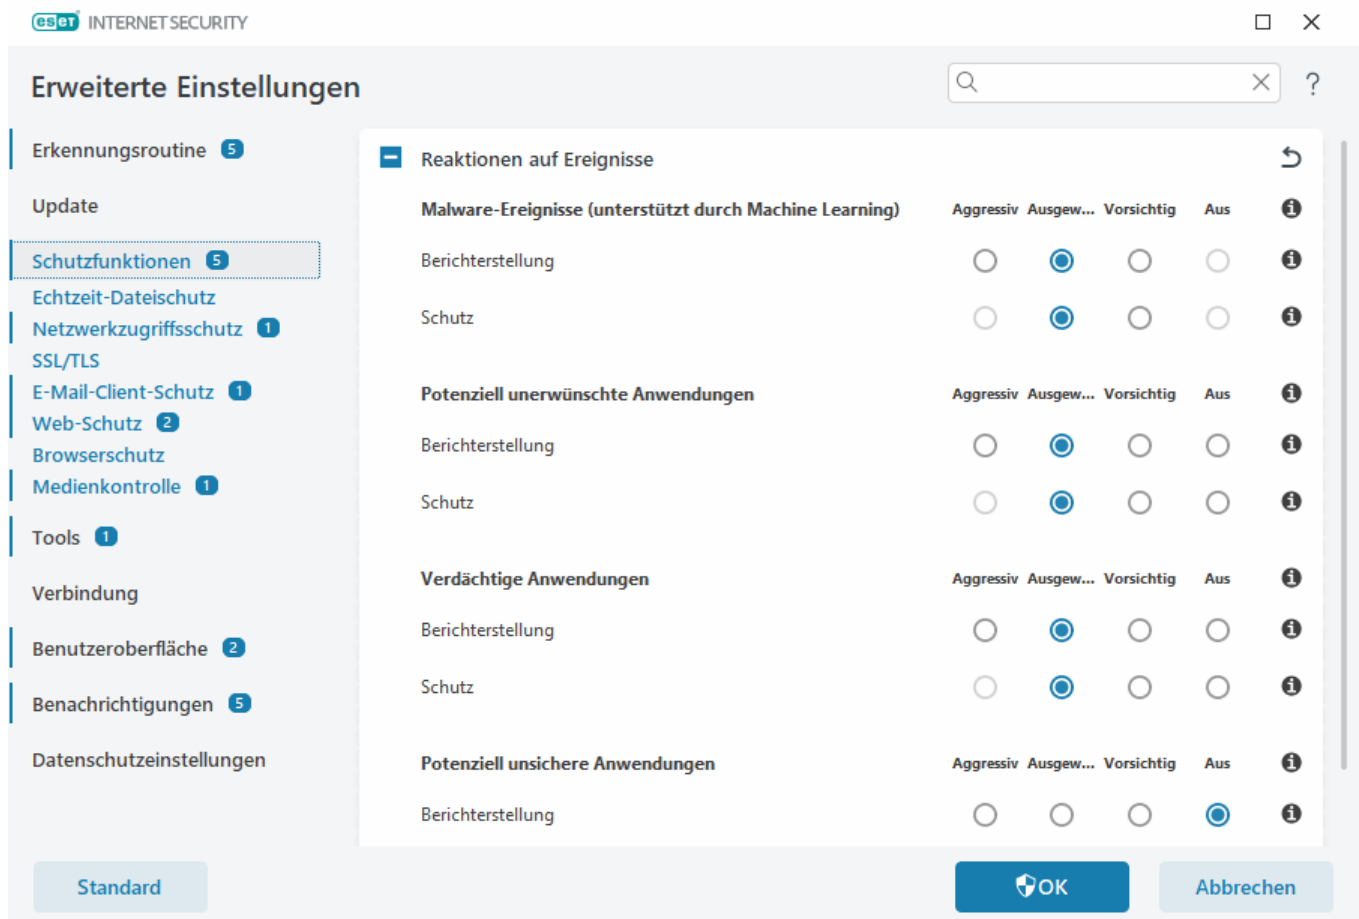 eset INTERNET SECURITY
Erweiterte Einstellungen
?
Erkennungsroutine 5
Update
Schutzfunktionen 5
Echtzeit-Dateischutz
Netzwerkzugriffsschutz 1
SSL/TLS
E-Mail-Client-Schutz 1
Web-Schutz 2
Browserschutz
Medienkontrolle 1
Tools 1
Verbindung
Benutzeroberfläche 2
Benachrichtigungen 5
Datenschutzeinstellungen
Reaktionen auf Ereignisse
Malware-Ereignisse (unterstützt durch Machine Learning) Aggressiv Ausgew... Vorsichtig Aus
Berichterstellung
Schutz
Potenziell unerwünschte Anwendungen Aggressiv Ausgew... Vorsichtig Aus
Berichterstellung
Schutz
Verdächtige Anwendungen Aggressiv Ausgew... Vorsichtig Aus
Berichterstellung
Schutz
Potenziell unsichere Anwendungen Aggressiv Ausgew... Vorsichtig Aus
Berichterstellung
Standard
OK
Abbrechen